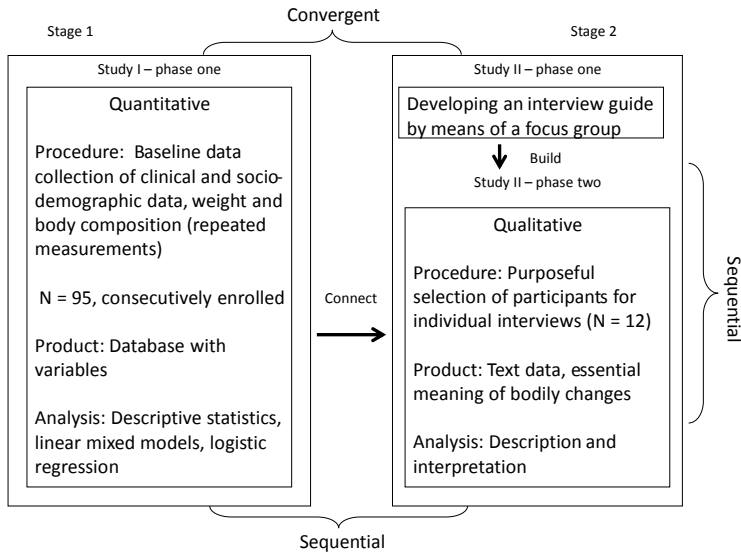 Convergent
Stage 1
Stage 2
Study I – phase one
Quantitative
Procedure: Baseline data
collection of clinical and socio-
demographic data, weight and
body composition (repeated
measurements)
N = 95, consecutively enrolled
Product: Database with
variables
Analysis: Descriptive statistics,
linear mixed models, logistic
regression
Connect
Study II – phase one
Developing an interview guide
by means of a focus group
Build
Study II – phase two
Qualitative
Procedure: Purposeful
selection of participants for
individual interviews (N = 12)
Product: Text data, essential
meaning of bodily changes
Analysis: Description and
interpretation
Sequential
Sequential